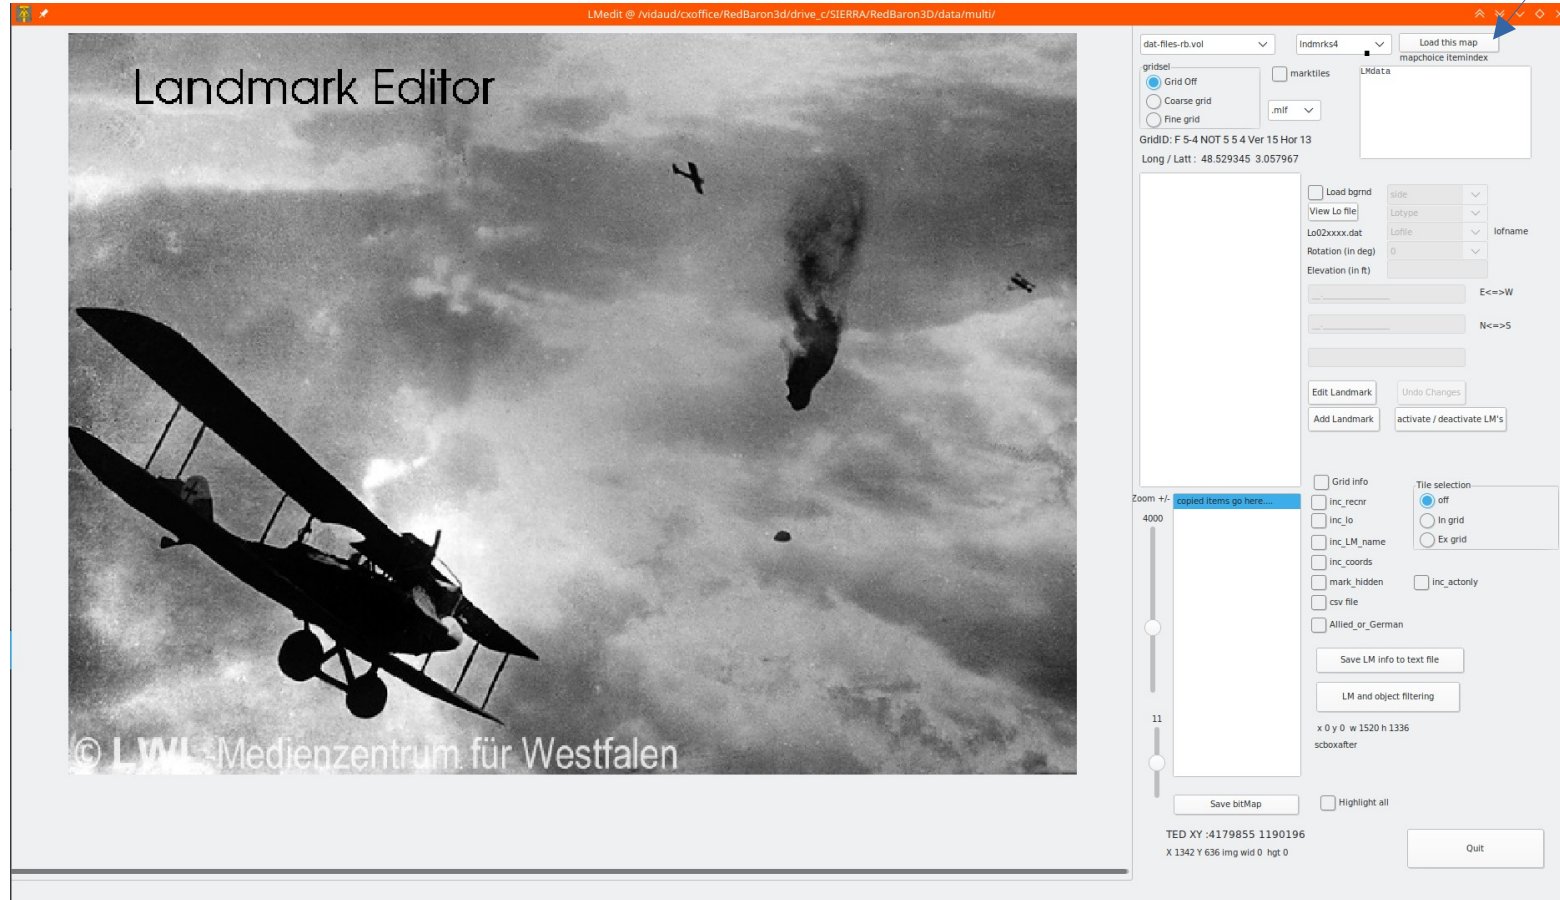 LMedit @ /vidaud/cxoffice/RedBaron3d/drive_c/SIERRA/RedBaron3D/data/multi/
Landmark Editor
© LWL-Medienzentrum für Westfalen
dat-files-rb.vol
lndmrks4
Load this map
mapchoice itemindex
gridsel
Grid Off
Coarse grid
Fine grid
marktiles
.mlf
LMdata
GridID: F 5-4 NOT 5 5 4 Ver 15 Hor 13
Long / Latt : 48.529345 3.057967
Load bgrnd
side
View Lo file
Lotype
Lo02xxxx.dat
Lofile
lofname
Rotation (in deg)
0
Elevation (in ft)
E<=>W
N<=>S
Edit Landmark
Undo Changes
Add Landmark
activate / deactivate LM's
Zoom +/-
copied items go here....
4000
11
Grid info
inc_recnr
inc_lo
inc_LM_name
inc_coords
mark_hidden
inc_actonly
csv file
Allied_or_German
Tile selection
off
In grid
Ex grid
Save LM info to text file
LM and object filtering
x 0 y 0 w 1520 h 1336
scboxafter
Save bitMap
Highlight all
TED XY :4179855 1190196
X 1342 Y 636 img wid 0 hgt 0
Quit